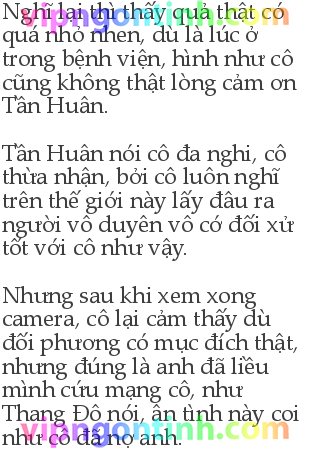 Nghĩ lại thì thấy quả thật có
quá nhỏ nhen, dù là lúc ở
trong bệnh viện, hình như cô
cũng không thật lòng cảm ơn
Tần Huân.
Tần Huân nói cô đa nghi, cô
thừa nhận, bởi cô luôn nghĩ
trên thế giới này lấy đâu ra
người vô duyên vô cớ đối xử
tốt với cô như vậy.
Nhưng sau khi xem xong
camera, cô lại cảm thấy dù
đối phương có mục đích thật,
nhưng đúng là anh đã liều
mình cứu mạng cô, như
Thang Đô nói, ân tình này coi
như cô đã nợ anh.
vipngontinh.com
vipngontinh.com